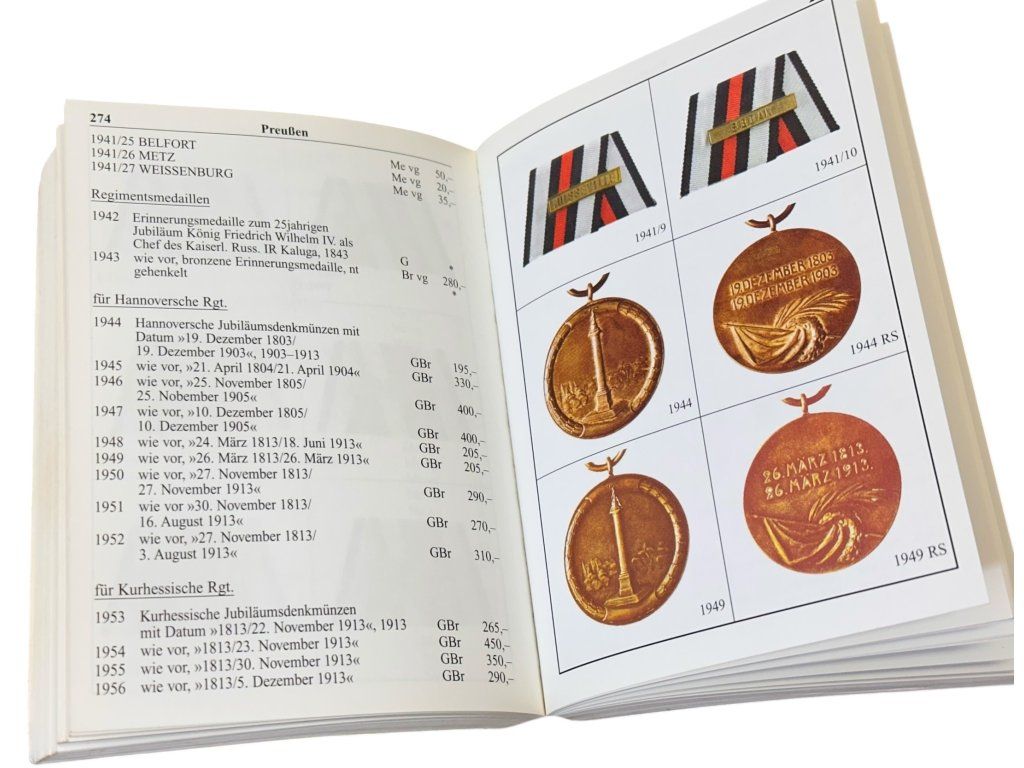 274
Preußen
1941/25 BELFORT Me vg 50,–
1941/26 METZ Me vg 20,–
1941/27 WEISSENBURG Me vg 35,–
Regimentsmedaillen
1942 Erinnerungsmedaille zum 25jahrigen
Jubiläum König Friedrich Wilhelm IV. als
Chef des Kaiserl. Russ. IR Kaluga, 1843 G *
1943 wie vor, bronzene Erinnerungsmedaille, nt Br vg 280,–
gehenkelt *
für Hannoversche Rgt.
1944 Hannoversche Jubiläumsdenkmünzen mit
Datum »19. Dezember 1803/
19. Dezember 1903«, 1903–1913 GBr 195,–
1945 wie vor, »21. April 1804/21. April 1904« GBr 330,–
1946 wie vor, »25. November 1805/
25. Nobember 1905« GBr 400,–
1947 wie vor, »10. Dezember 1805/
10. Dezember 1905« GBr 400,–
1948 wie vor, »24. März 1813/18. Juni 1913« GBr 205,–
1949 wie vor, »26. März 1813/26. März 1913« GBr 205,–
1950 wie vor, »27. November 1813/
27. November 1913« GBr 290,–
1951 wie vor »30. November 1813/
16. August 1913« GBr 270,–
1952 wie vor, »27. November 1813/
3. August 1913« GBr 310,–
für Kurhessische Rgt.
1953 Kurhessische Jubiläumsdenkmünzen
mit Datum »1813/22. November 1913«, 1913 GBr 265,–
1954 wie vor, »1813/23. November 1913« GBr 450,–
1955 wie vor, »1813/30. November 1913« GBr 350,–
1956 wie vor, »1813/5. Dezember 1913« GBr 290,–
1941/9
1941/10
19. DEZEMBER 1803
19. DEZEMBER 1903
1944
1944 RS
26. MÄRZ 1813.
26. MÄRZ 1913.
1949
1949 RS